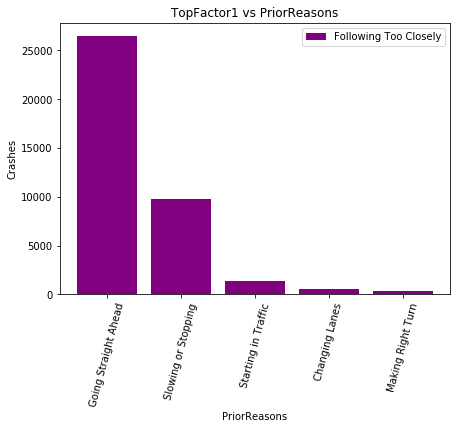 TopFactor1 vs PriorReasons
Following Too Closely
Crashes
25000
20000
15000
10000
5000
0
Going Straight Ahead
Slowing or Stopping
Starting in Traffic
Changing Lanes
Making Right Turn
PriorReasons